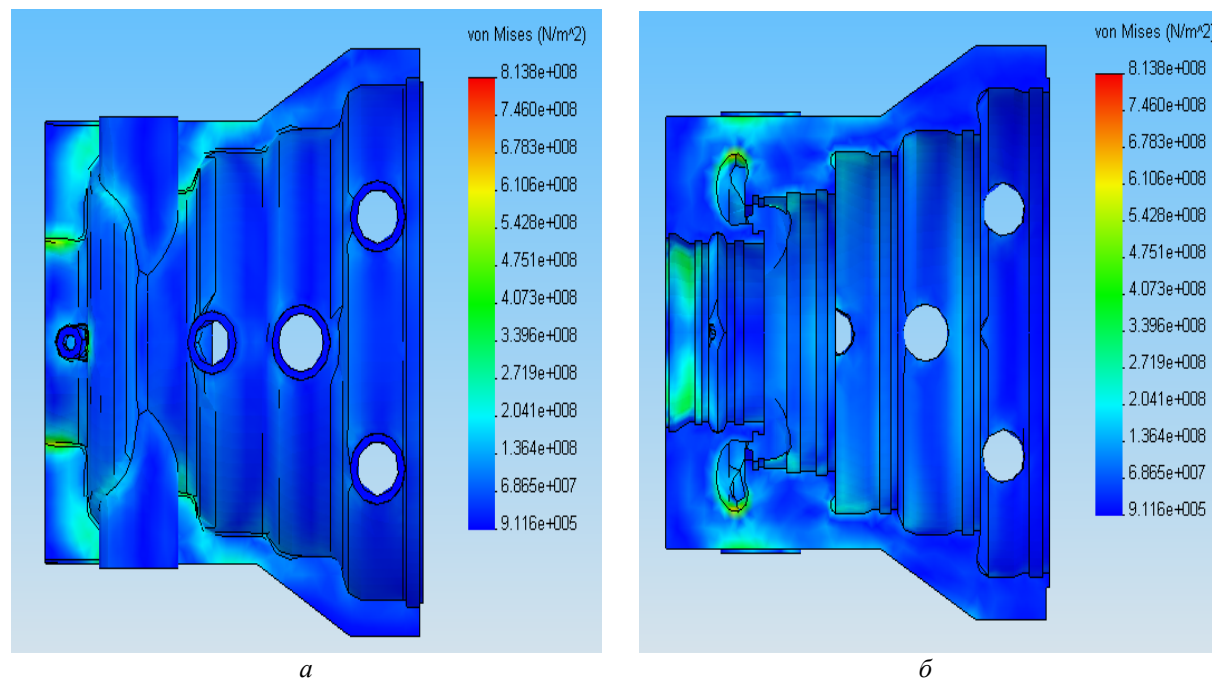 von Mises (N/m^2)
8.138e+008
7.460e+008
6.783e+008
6.106e+008
5.428e+008
4.751e+008
4.073e+008
3.396e+008
2.719e+008
2.041e+008
1.364e+008
6.865e+007
9.116e+005
von Mises (N/m^2)
8.138e+008
7.460e+008
6.783e+008
6.106e+008
5.428e+008
4.751e+008
4.073e+008
3.396e+008
2.719e+008
2.041e+008
1.364e+008
6.865e+007
9.116e+005
а
б